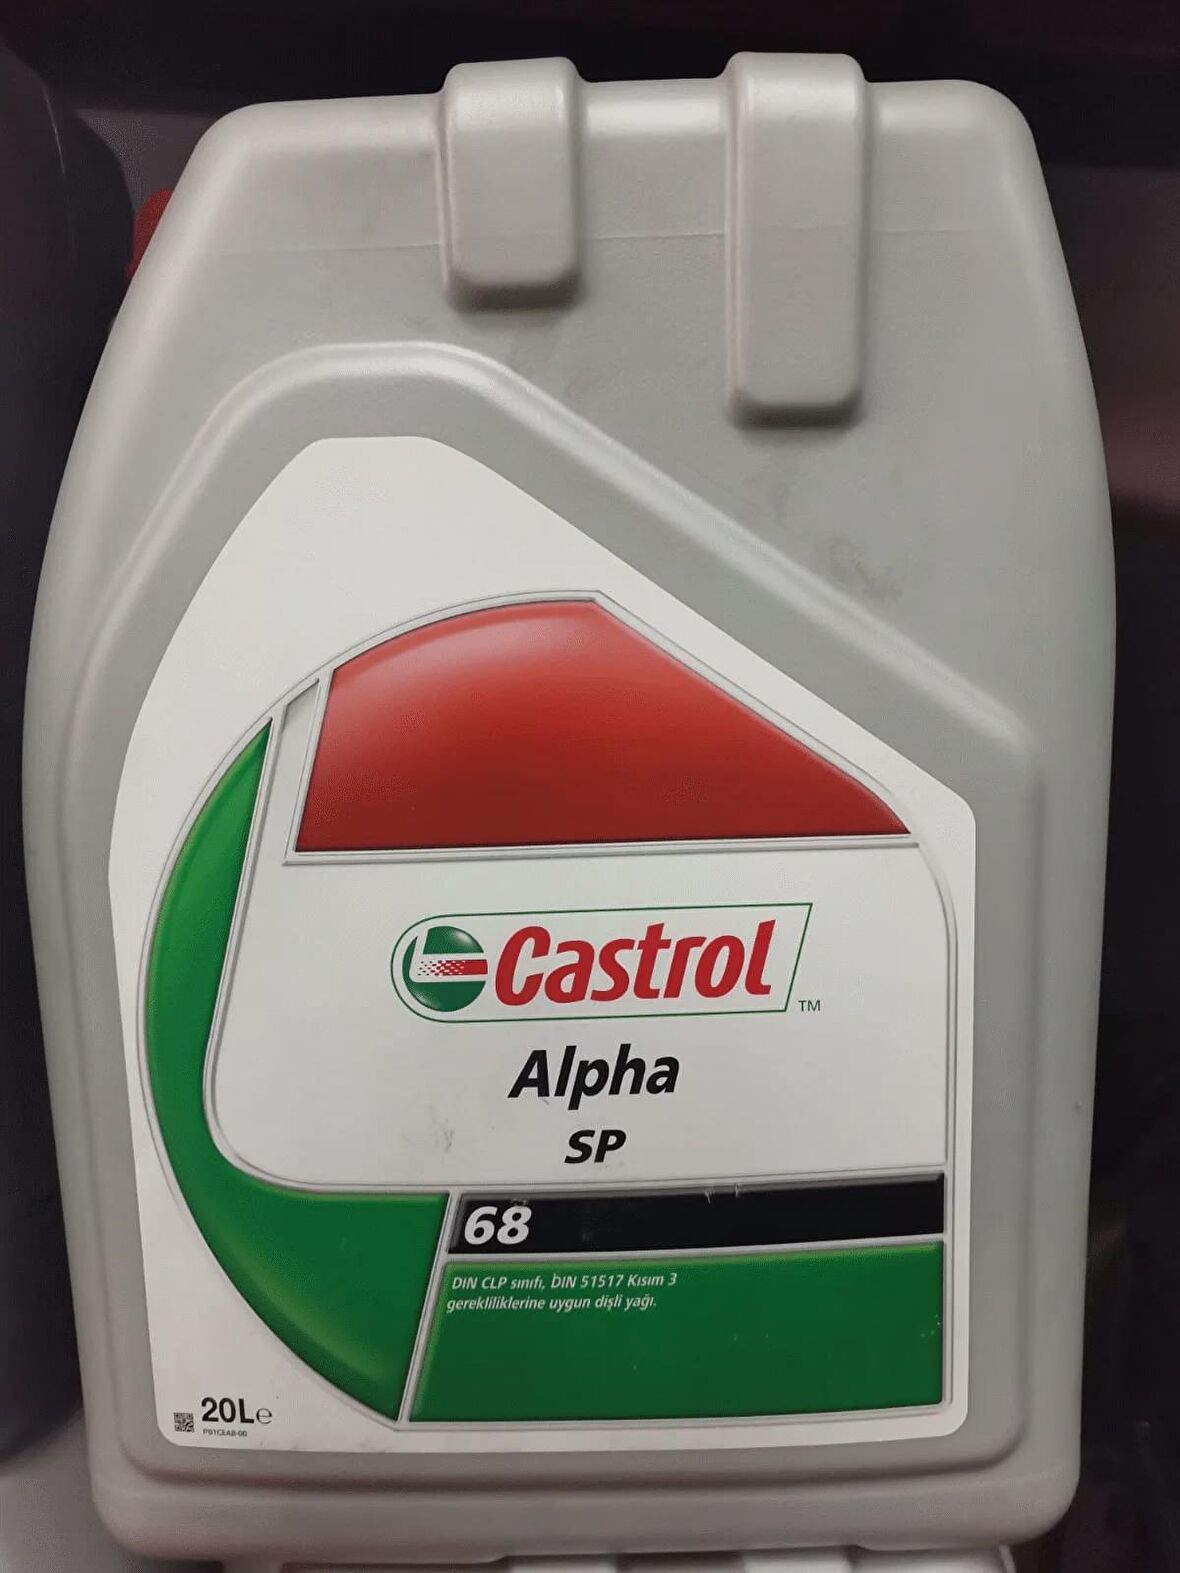 Castrol
TM
Alpha
SP
68
DIN CLP sınıfı, DIN 51517 Kısım 3
gerekliliklerine uygun dişli yağı.
20L e